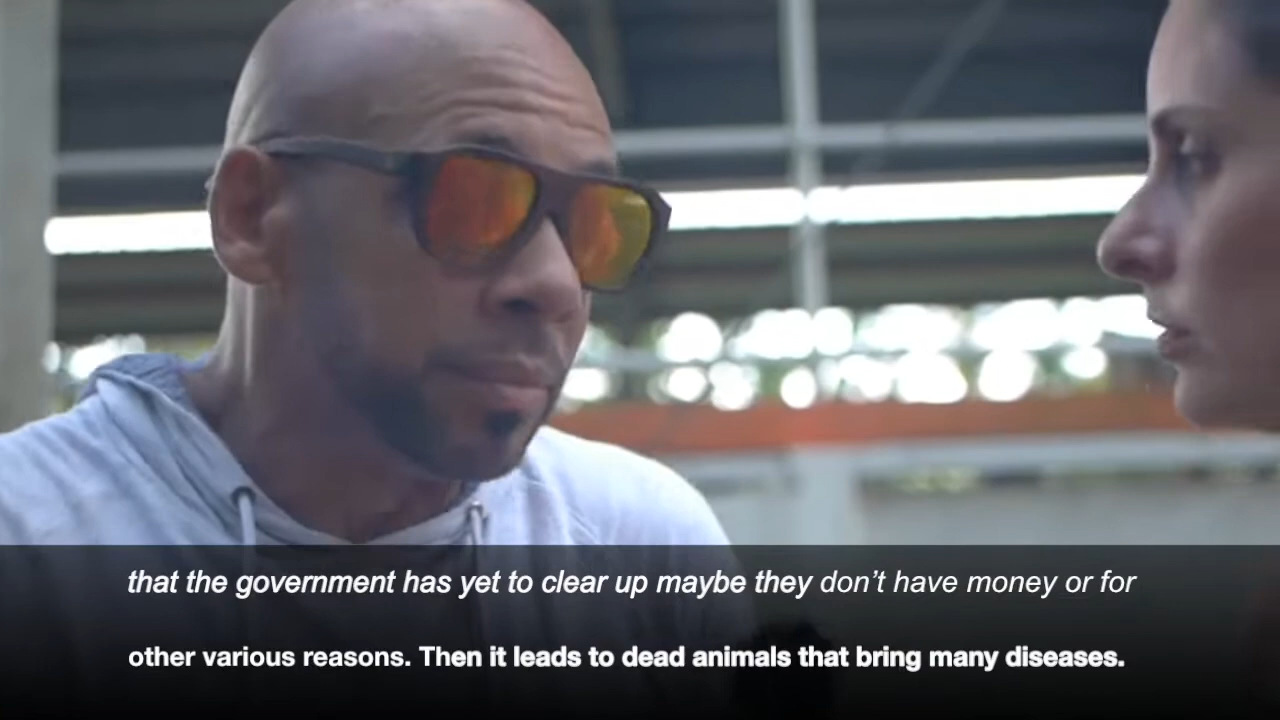 that the government has yet to clear up maybe they don’t have money or for
other various reasons. Then it leads to dead animals that bring many diseases.